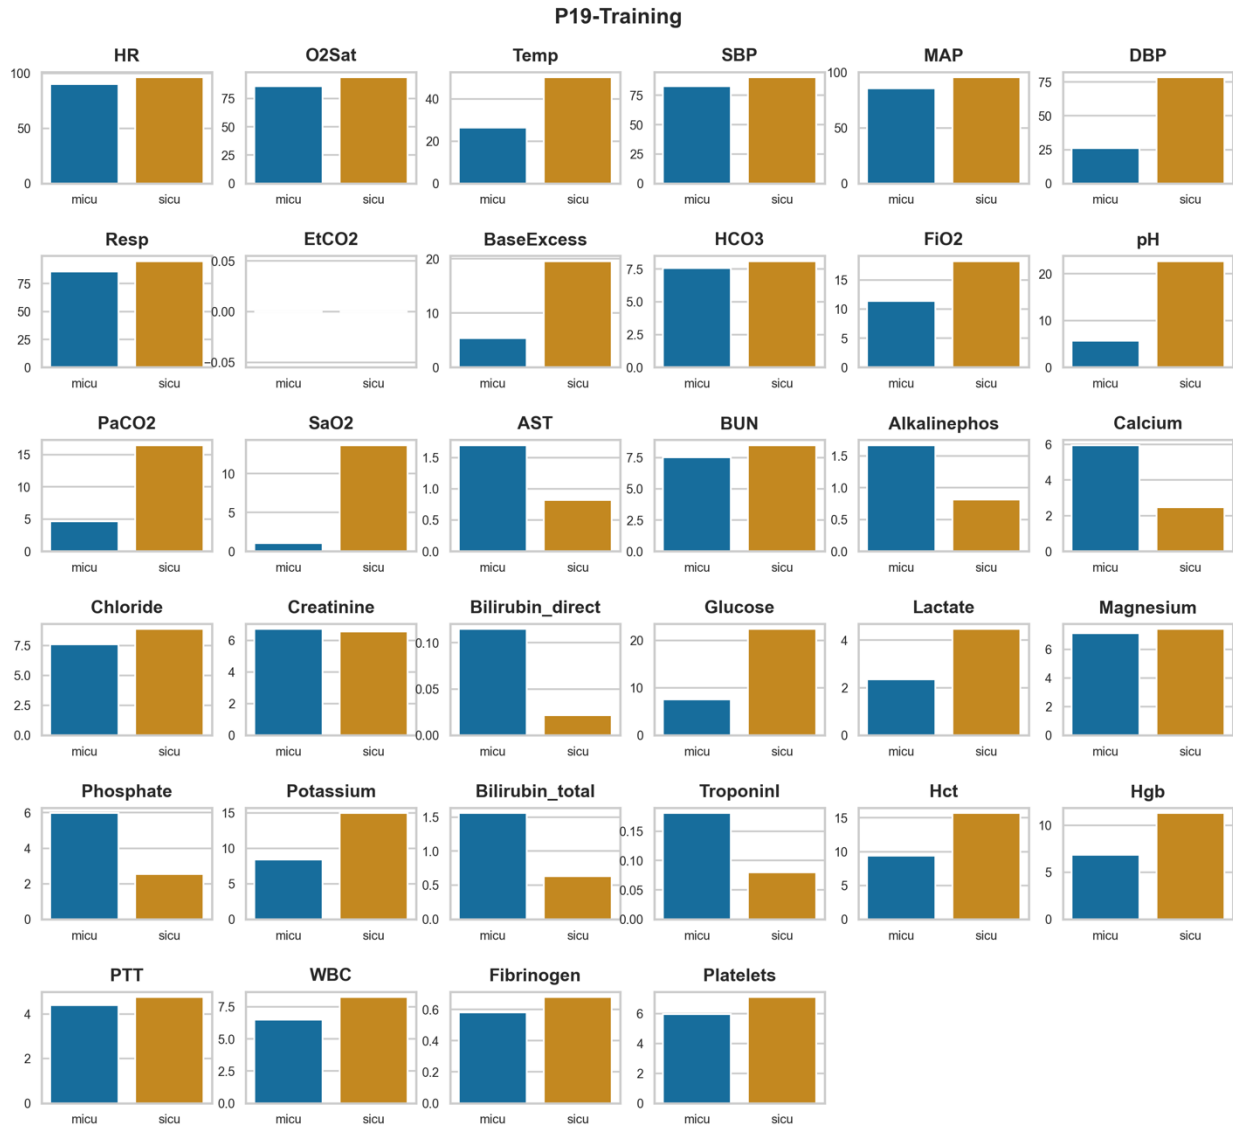 P19-Training
HR
O2Sat
Temp
SBP
MAP
DBP
100
50
0
micu
sicu
75
50
25
0
micu
sicu
40
20
0
micu
sicu
75
50
25
0
micu
sicu
100
50
0
micu
sicu
75
50
25
0
micu
sicu
Resp
EtCO2
BaseExcess
HCO3
FiO2
pH
75
50
25
0
micu
sicu
0.05
0.00
−0.05
micu
sicu
20
10
0
micu
sicu
7.5
5.0
2.5
0.0
micu
sicu
15
10
5
0
micu
sicu
20
10
0
micu
sicu
PaCO2
SaO2
AST
BUN
Alkalinephos
Calcium
15
10
5
0
micu
sicu
10
5
0
micu
sicu
1.5
1.0
0.5
0.0
micu
sicu
7.5
5.0
2.5
0.0
micu
sicu
1.5
1.0
0.5
0.0
micu
sicu
6
4
2
0
micu
sicu
Chloride
Creatinine
Bilirubin_direct
Glucose
Lactate
Magnesium
7.5
5.0
2.5
0.0
micu
sicu
6
4
2
0
micu
sicu
0.10
0.05
0.00
micu
sicu
20
10
0
micu
sicu
4
2
0
micu
sicu
6
4
2
0
micu
sicu
Phosphate
Potassium
Bilirubin_total
TroponinI
Hct
Hgb
6
4
2
0
micu
sicu
15
10
5
0
micu
sicu
1.5
1.0
0.5
0.0
micu
sicu
0.15
0.10
0.05
0.00
micu
sicu
15
10
5
0
micu
sicu
10
5
0
micu
sicu
PTT
WBC
Fibrinogen
Platelets
4
2
0
micu
sicu
7.5
5.0
2.5
0.0
micu
sicu
0.6
0.4
0.2
0.0
micu
sicu
6
4
2
0
micu
sicu